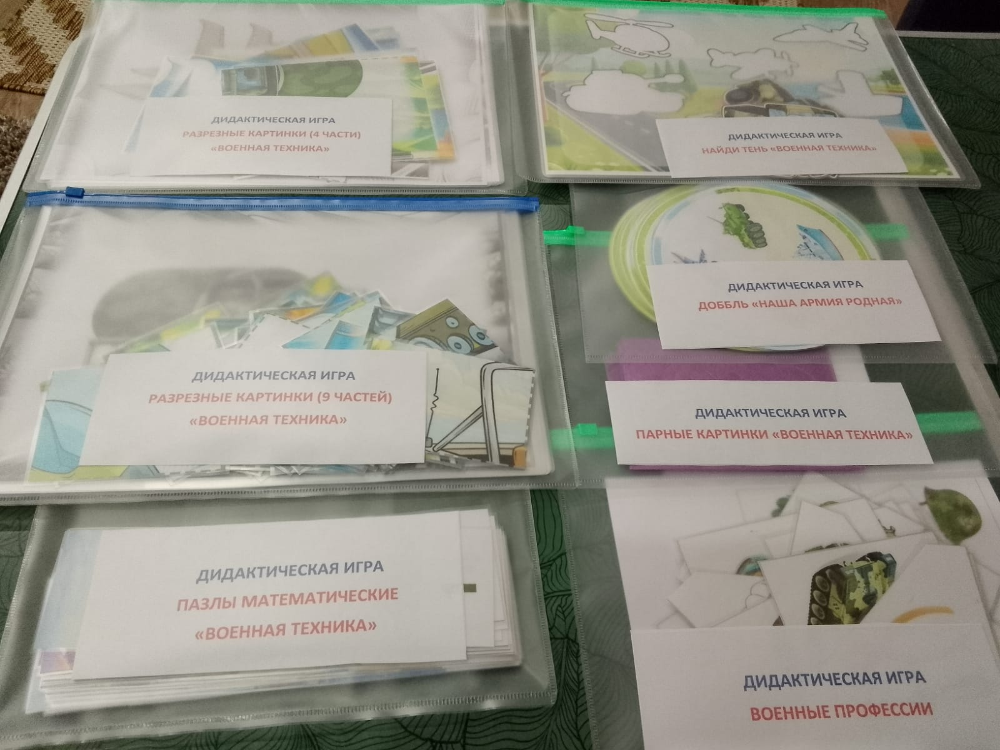 ДИДАКТИЧЕСКАЯ ИГРА
РАЗРЕЗНЫЕ КАРТИНКИ (4 ЧАСТИ)
«ВОЕННАЯ ТЕХНИКА»
ДИДАКТИЧЕСКАЯ ИГРА
НАЙДИ ТЕНЬ «ВОЕННАЯ ТЕХНИКА»
ДИДАКТИЧЕСКАЯ ИГРА
РАЗРЕЗНЫЕ КАРТИНКИ (9 ЧАСТЕЙ)
«ВОЕННАЯ ТЕХНИКА»
ДИДАКТИЧЕСКАЯ ИГРА
ДОББЛЬ «НАША АРМИЯ РОДНАЯ»
ДИДАКТИЧЕСКАЯ ИГРА
ПАРНЫЕ КАРТИНКИ «ВОЕННАЯ ТЕХНИКА»
ДИДАКТИЧЕСКАЯ ИГРА
ПАЗЛЫ МАТЕМАТИЧЕСКИЕ
«ВОЕННАЯ ТЕХНИКА»
ДИДАКТИЧЕСКАЯ ИГРА
ВОЕННЫЕ ПРОФЕССИИ